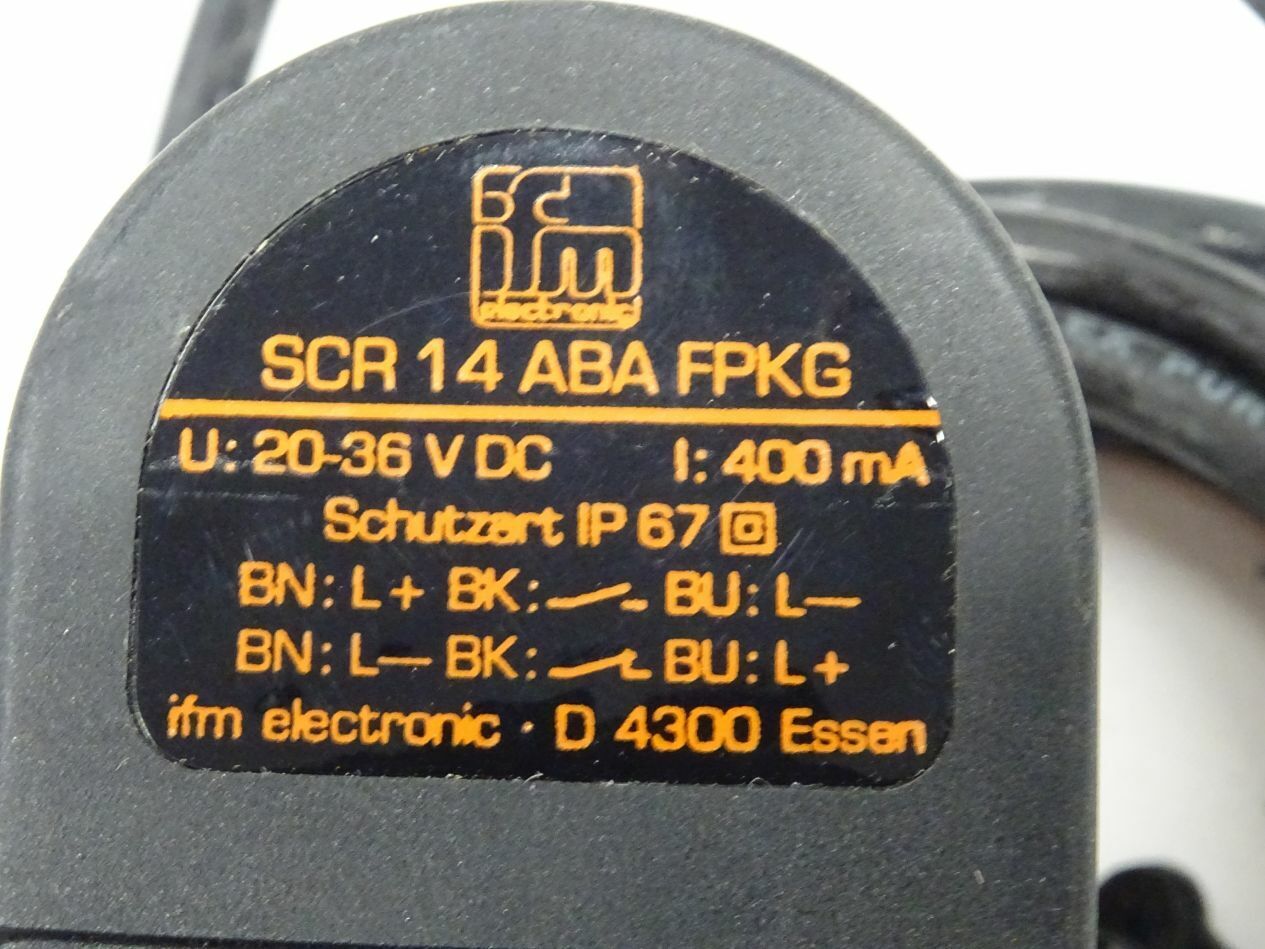 ifm
electronic
SCR 14 ABA FPKG
U: 20-36 V DC I: 400 mA
Schutzart IP 67
BN: L+ BK: BU: L—
BN: L— BK: BU: L+
ifm electronic · D 4300 Essen
PUR